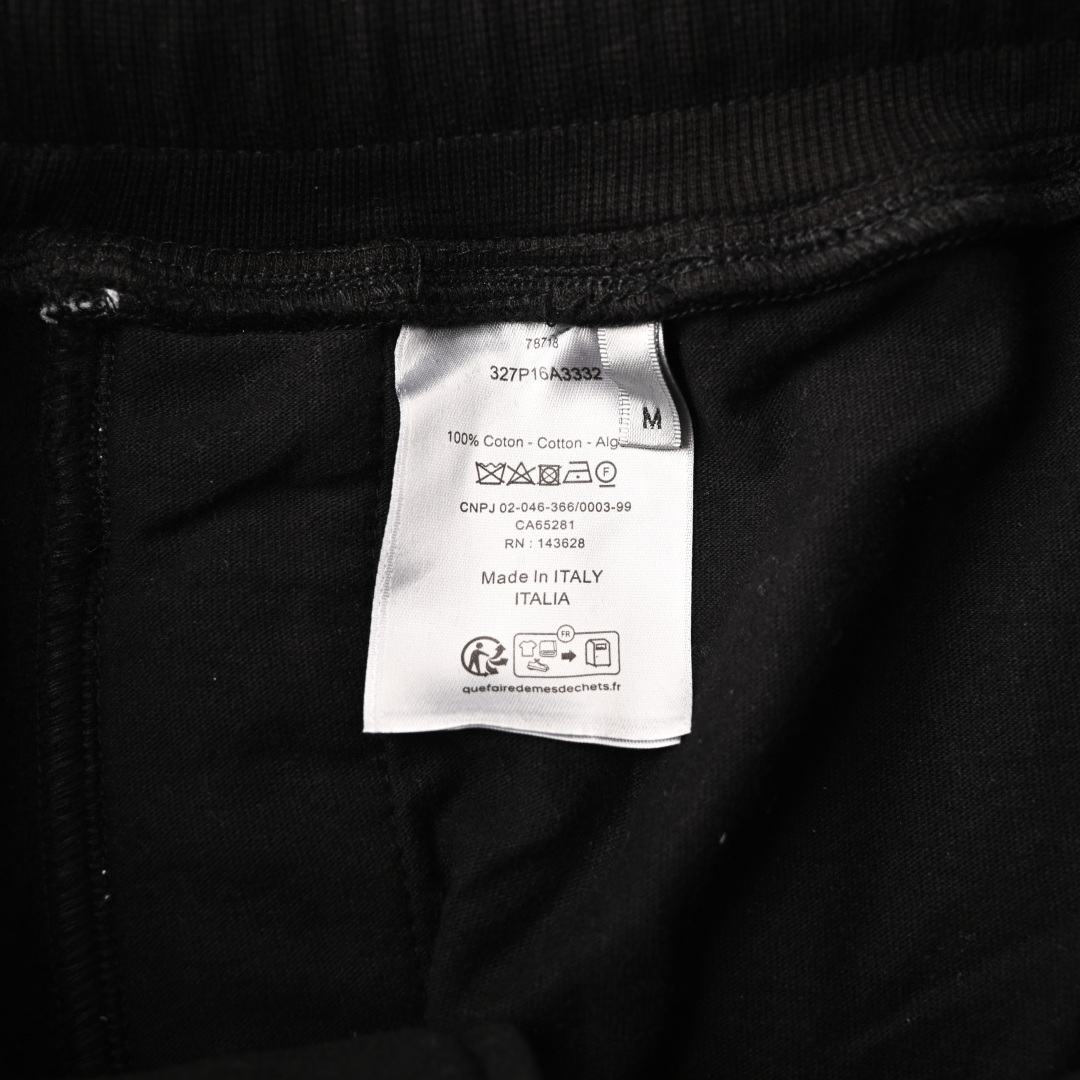 78718
327P16A3332
M
100% Coton - Cotton - Alg
CNPJ 02-046-366/0003-99
CA65281
RN : 143628
Made In ITALY
ITALIA
FR
quefairedemesdechets.fr